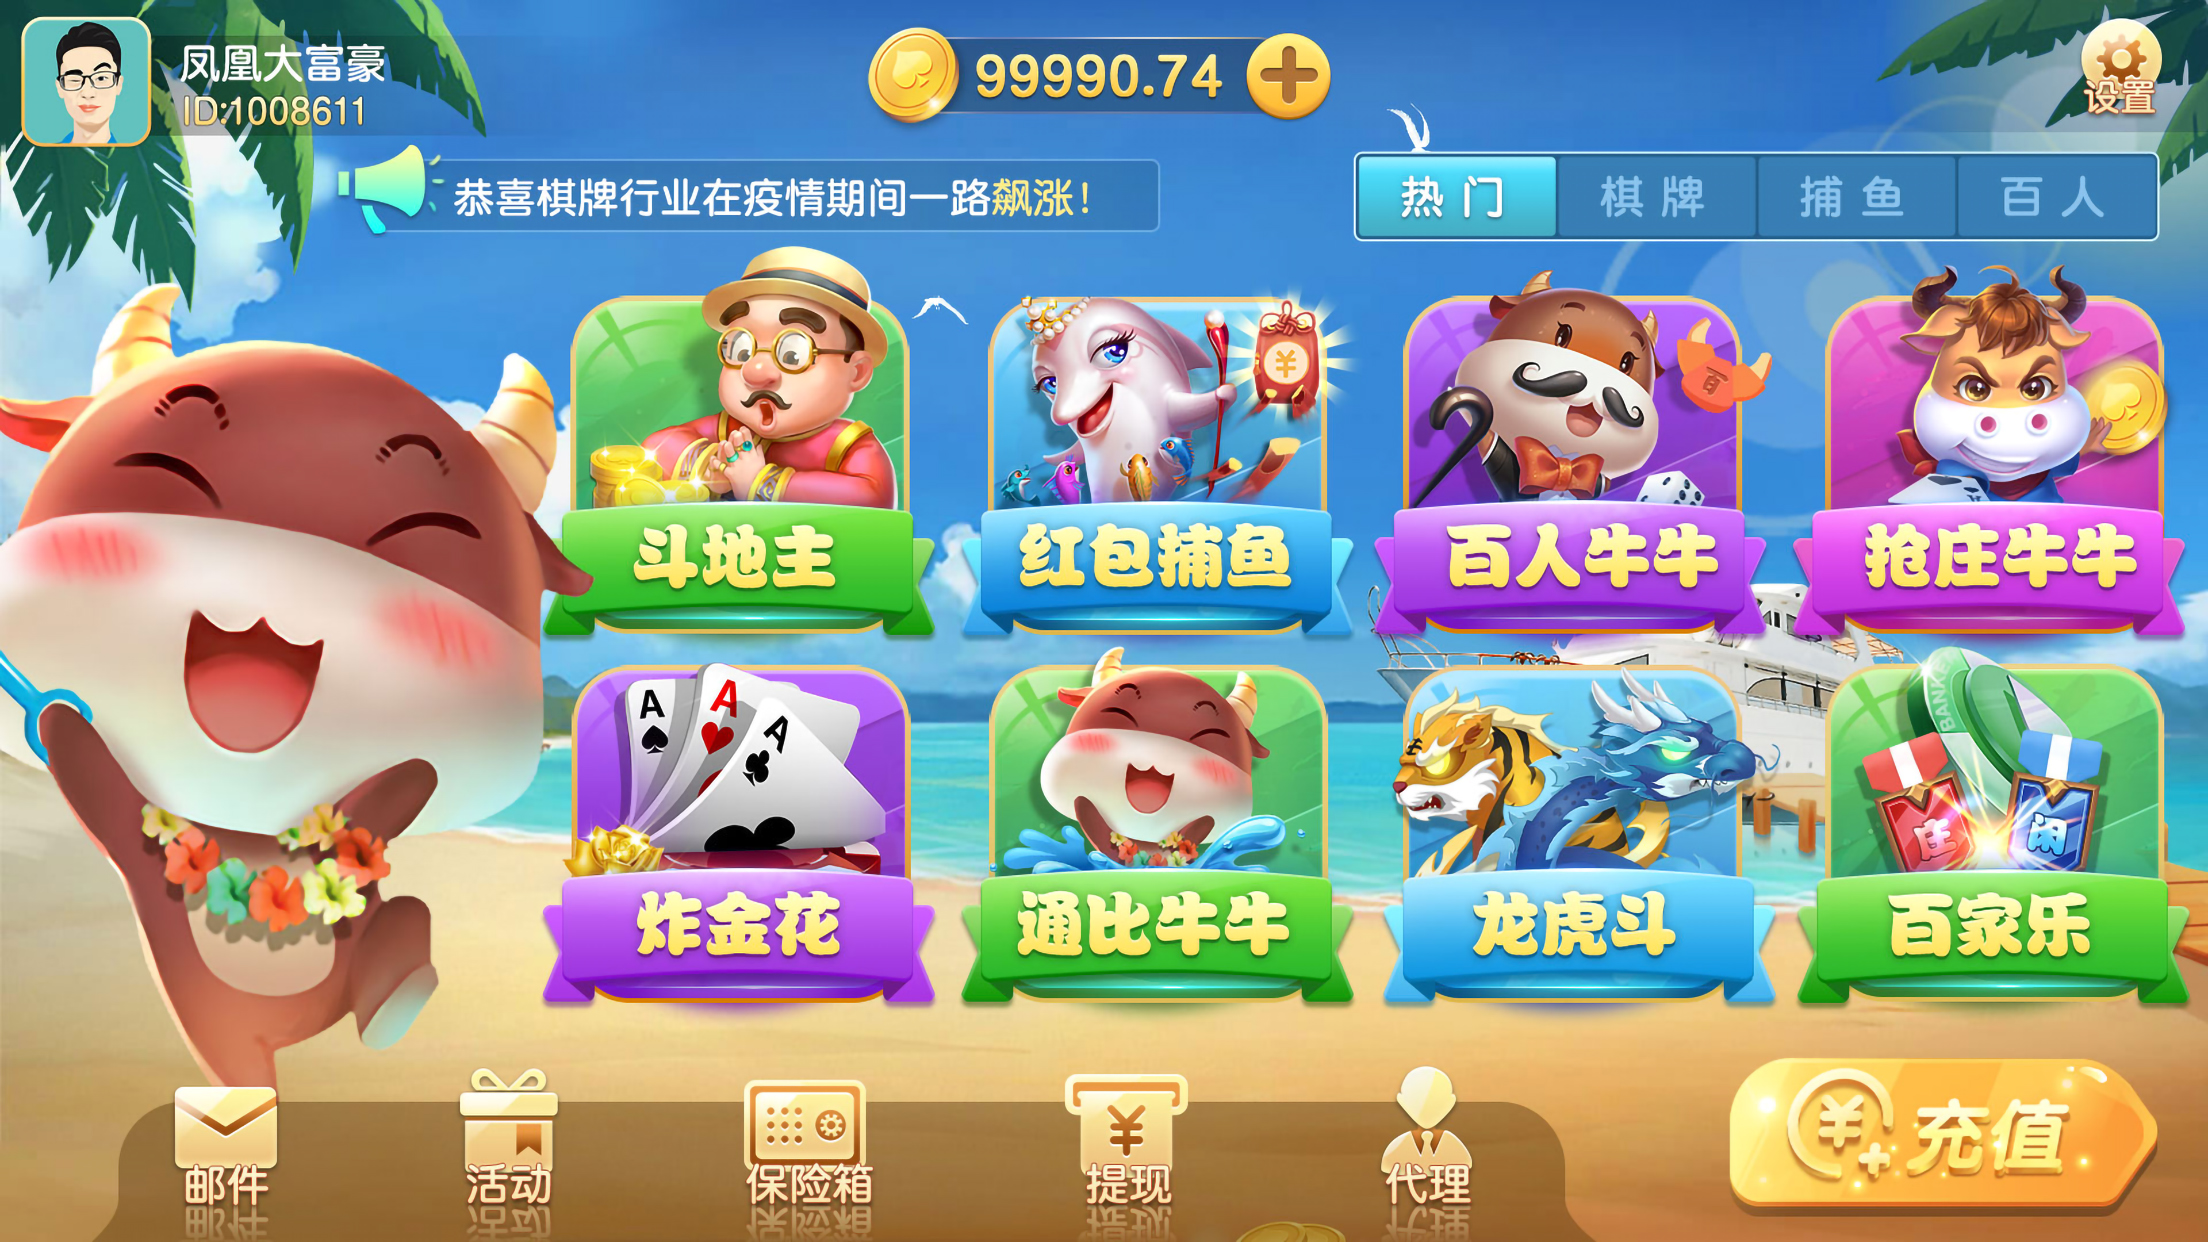 凤凰大富豪
ID:1008611
99990.74
设置
恭喜棋牌行业在疫情期间一路飙涨！
热门
棋牌
捕鱼
百人
¥
百
斗地主
红包捕鱼
百人牛牛
抢庄牛牛
A
A
A
BANKER
庄
闲
炸金花
通比牛牛
龙虎斗
百家乐
邮件
活动
保险箱
¥
提现
代理
¥
充值